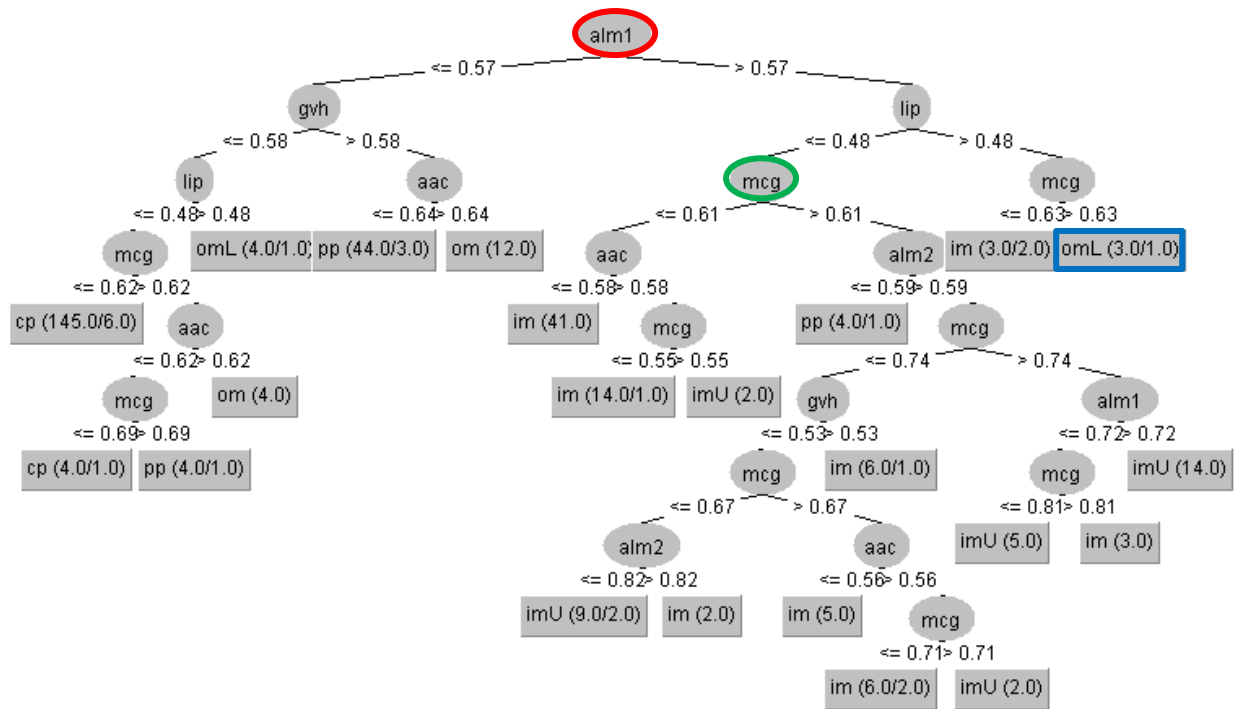 alm1
<= 0.57 > 0.57
gvh lip
<= 0.58 > 0.58 <= 0.48 > 0.48
lip aac mcg mcg
<= 0.48 > 0.48 <= 0.64 > 0.64 <= 0.61 > 0.61 <= 0.63 > 0.63
mcg omL (4.0/1.0) pp (44.0/3.0) om (12.0) aac alm2 im (3.0/2.0) omL (3.0/1.0)
<= 0.62 > 0.62 <= 0.58 > 0.58 <= 0.59 > 0.59
cp (145.0/6.0) aac im (41.0) mcg pp (4.0/1.0) mcg
<= 0.62 > 0.62 <= 0.55 > 0.55 <= 0.74 > 0.74
mcg om (4.0) im (14.0/1.0) imU (2.0) gvh alm1
<= 0.69 > 0.69 <= 0.53 > 0.53 <= 0.72 > 0.72
cp (4.0/1.0) pp (4.0/1.0) mcg im (6.0/1.0) mcg imU (14.0)
<= 0.67 > 0.67 <= 0.81 > 0.81
alm2 aac imU (5.0) im (3.0)
<= 0.82 > 0.82 <= 0.56 > 0.56
imU (9.0/2.0) im (2.0) im (5.0) mcg
<= 0.71 > 0.71
im (6.0/2.0) imU (2.0)